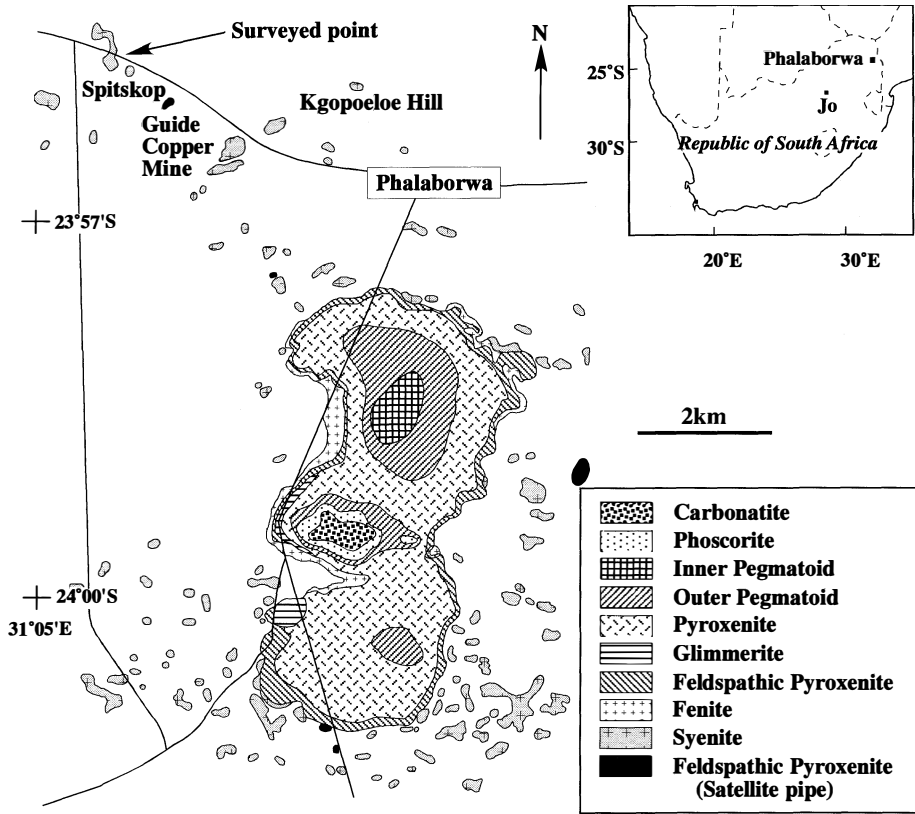 Surveyed point
N
Spitskop
Kgopoeloe Hill
Guide
Copper
Mine
Phalaborwa
23°57'S
2km
24°00'S
31°05'E
25°S
Phalaborwa
Jo
30°S
Republic of South Africa
20°E
30°E
Carbonatite
Phoscorite
Inner Pegmatoid
Outer Pegmatoid
Pyroxenite
Glimmerite
Feldspathic Pyroxenite
Fenite
Syenite
Feldspathic Pyroxenite
(Satellite pipe)